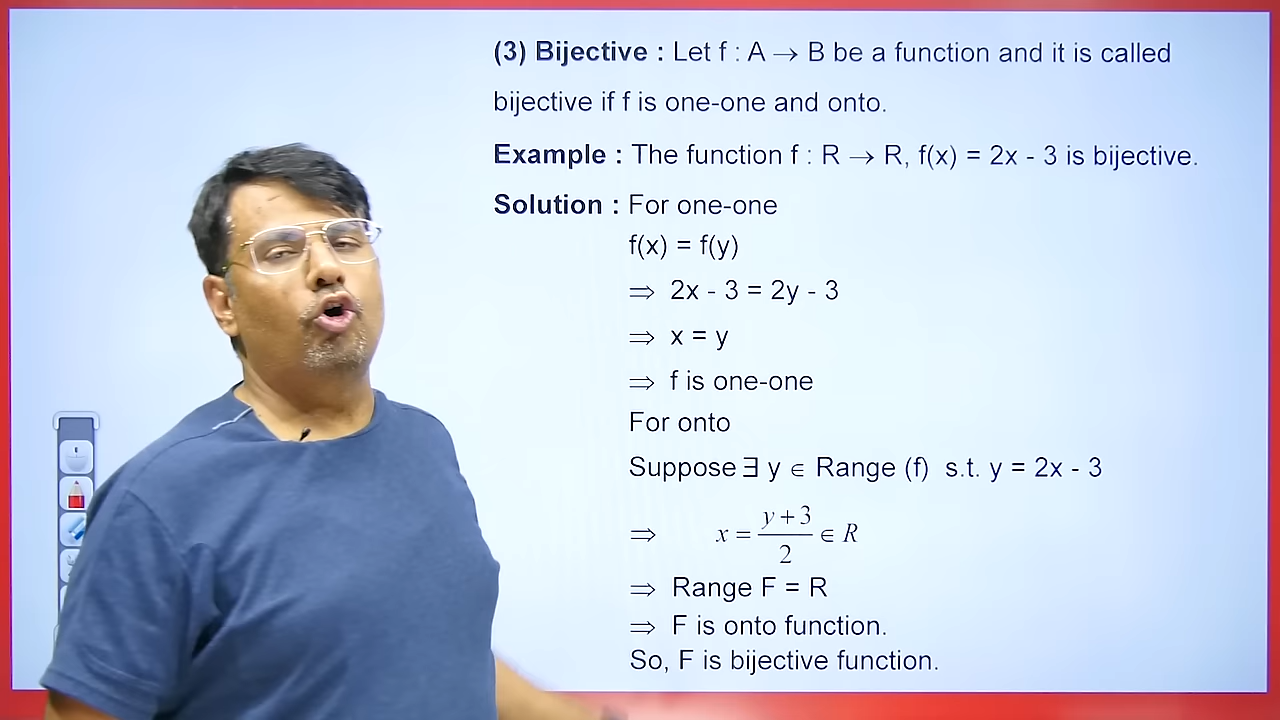 (3) Bijective : Let f : A → B be a function and it is called
bijective if f is one-one and onto.
Example : The function f : R → R, f(x) = 2x - 3 is bijective.
Solution : For one-one
f(x) = f(y)
⇒ 2x - 3 = 2y - 3
⇒ x = y
⇒ f is one-one
For onto
Suppose ∃ y ∈ Range (f) s.t. y = 2x - 3
⇒ x = (y+3)/2 ∈ R
⇒ Range F = R
⇒ F is onto function.
So, F is bijective function.